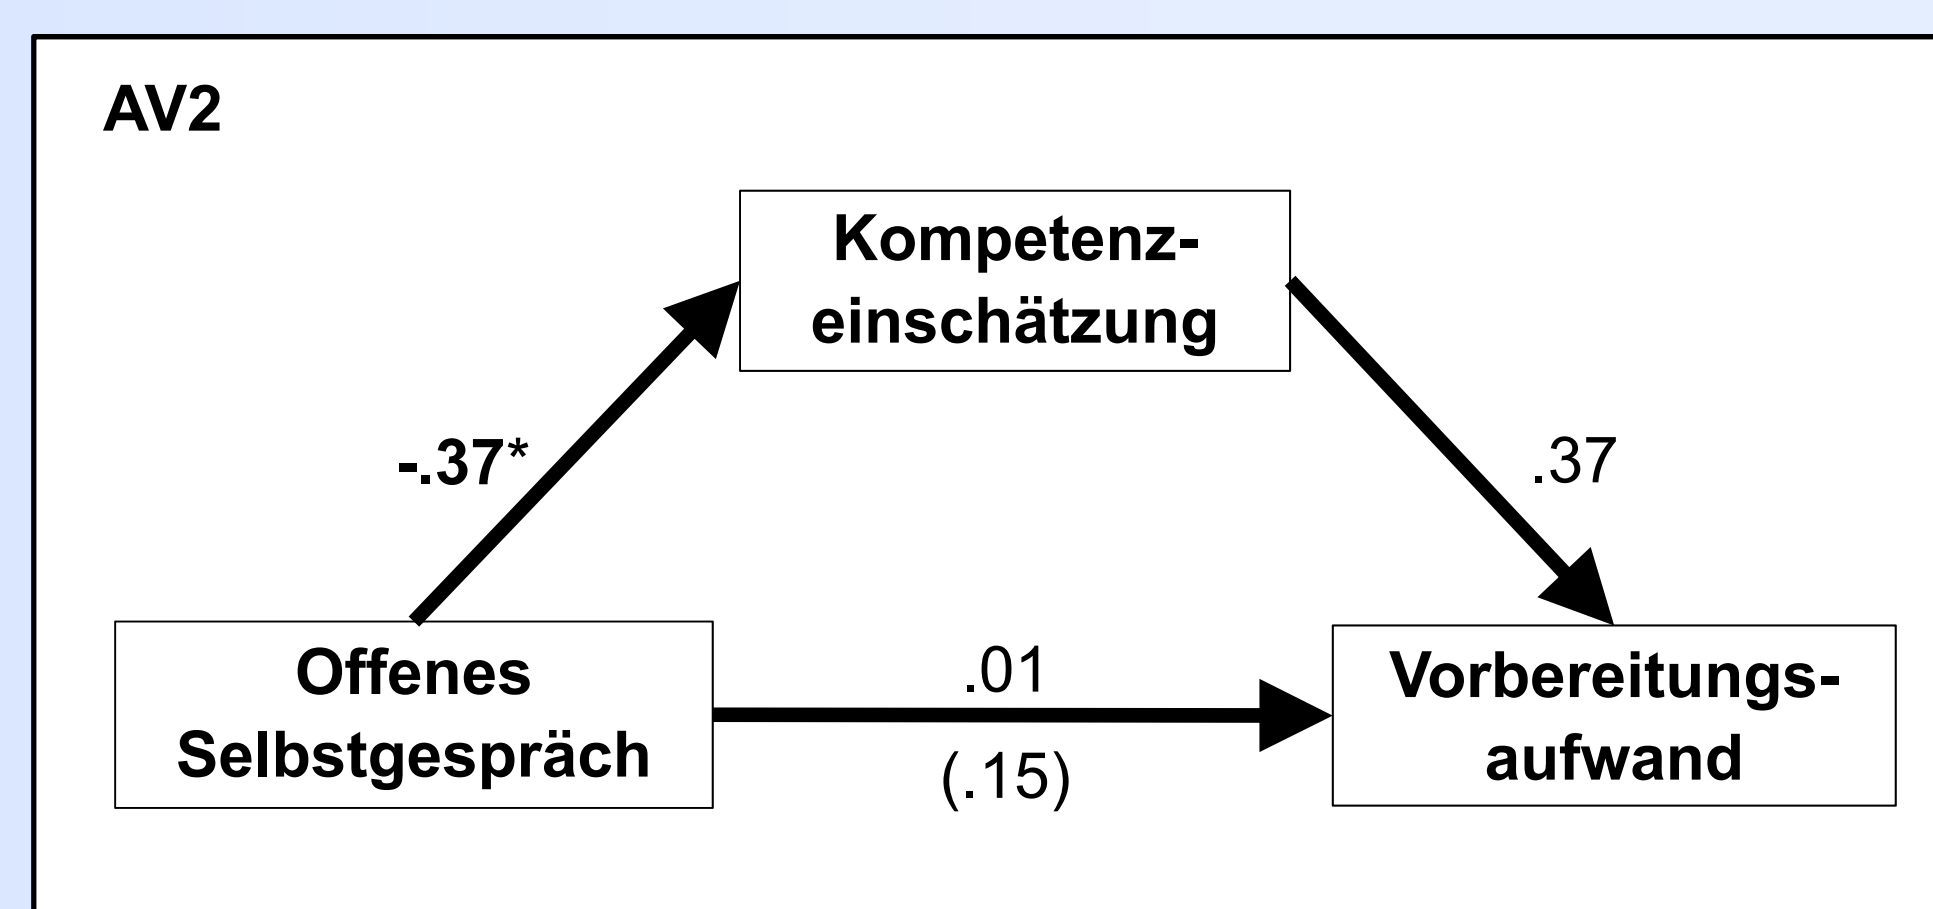 AV2
Kompetenz-
einschätzung
-.37*
.37
Offenes
Selbstgespräch
.01
(.15)
Vorbereitungs-
aufwand